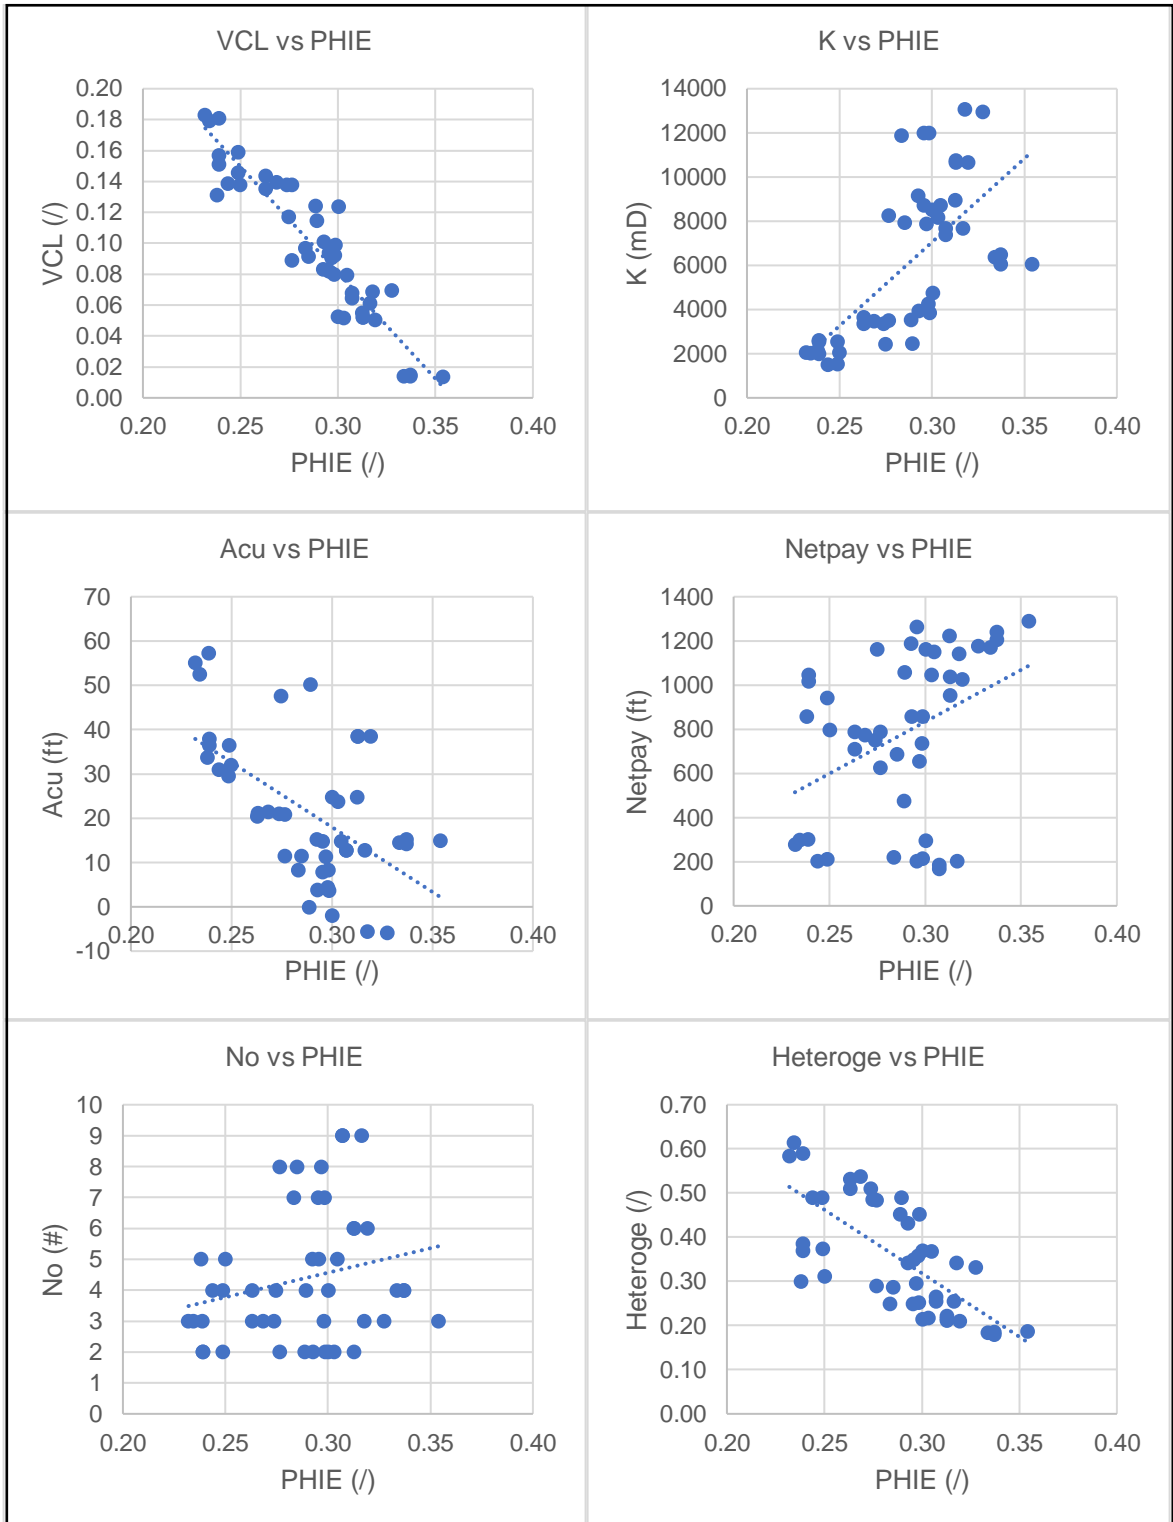 VCL vs PHIE
0.20
0.18
0.16
0.14
0.12
0.10
0.08
0.06
0.04
0.02
0.00
VCL (/)
0.20 0.25 0.30 0.35 0.40
PHIE (/)
K vs PHIE
14000
12000
10000
8000
6000
4000
2000
0
K (mD)
0.20 0.25 0.30 0.35 0.40
PHIE (/)
Acu vs PHIE
70
60
50
40
30
20
10
0
-10
Acu (ft)
0.20 0.25 0.30 0.35 0.40
PHIE (/)
Netpay vs PHIE
1400
1200
1000
800
600
400
200
0
Netpay (ft)
0.20 0.25 0.30 0.35 0.40
PHIE (/)
No vs PHIE
10
9
8
7
6
5
4
3
2
1
0
No (#)
0.20 0.25 0.30 0.35 0.40
PHIE (/)
Heteroge vs PHIE
0.70
0.60
0.50
0.40
0.30
0.20
0.10
0.00
Heteroge (/)
0.20 0.25 0.30 0.35 0.40
PHIE (/)